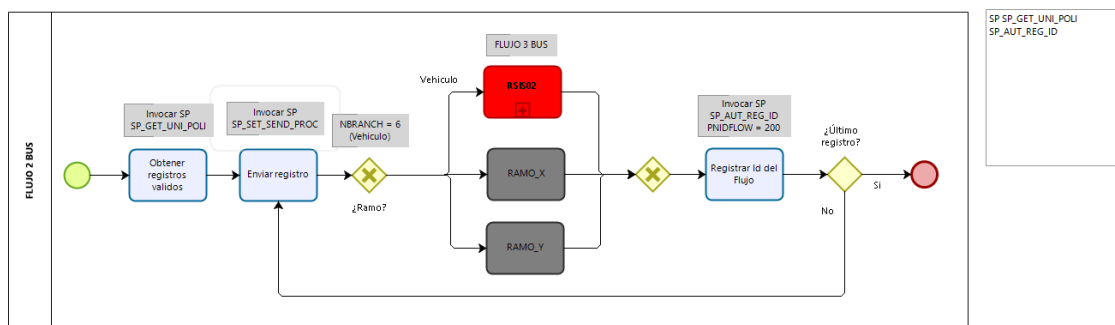 FLUJO 2 BUS
Invocar SP
SP_GET_UNI_POLI
Obtener
registros
validos
Invocar SP
SP_SET_SEND_PROC
Enviar registro
NBRANCH = 6
(Vehiculo)
¿Ramo?
FLUJO 3 BUS
Vehiculo
RSIS02
RAMO_X
RAMO_Y
Invocar SP
SP_AUT_REG_ID
PNIDFLOW = 200
Registrar Id del
Flujo
¿Último
registro?
Si
No
SP SP_GET_UNI_POLI
SP_AUT_REG_ID